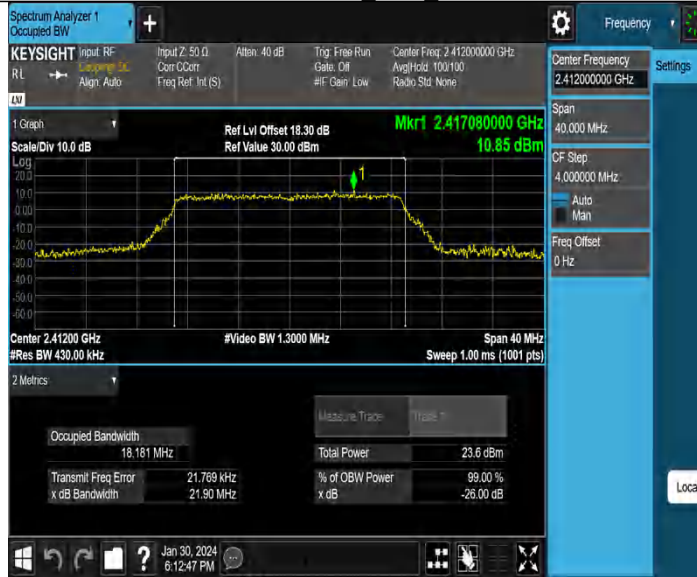 Spectrum Analyzer 1
Occupied BW
+
Frequency
KEYSIGHT
Input: RF
Coupling: DC
Align: Auto
RL
Input Z: 50 Ω
Corr CCorr
Freq Ref: Int (S)
Atten: 40 dB
Trig: Free Run
Gate: Off
#IF Gain: Low
Center Freq: 2.412000000 GHz
Avg|Hold: 100/100
Radio Std: None
1 Graph
Scale/Div 10.0 dB
Ref Lvl Offset 18.30 dB
Ref Value 30.00 dBm
Mkr1 2.417080000 GHz
10.85 dBm
Log
20.0
10.0
0.00
-10.0
-20.0
-30.0
-40.0
-50.0
-60.0
1
Center 2.41200 GHz
#Res BW 430.00 kHz
#Video BW 1.3000 MHz
Span 40 MHz
Sweep 1.00 ms (1001 pts)
2 Metrics
Measure Trace
Trace 1
Occupied Bandwidth
18.181 MHz
Total Power
23.6 dBm
Transmit Freq Error
21.769 kHz
% of OBW Power
99.00 %
x dB Bandwidth
21.90 MHz
x dB
-26.00 dB
Center Frequency
2.412000000 GHz
Settings
Span
40.000 MHz
CF Step
4.000000 MHz
Auto
Man
Freq Offset
0 Hz
Loca
?
Jan 30, 2024
6:12:47 PM